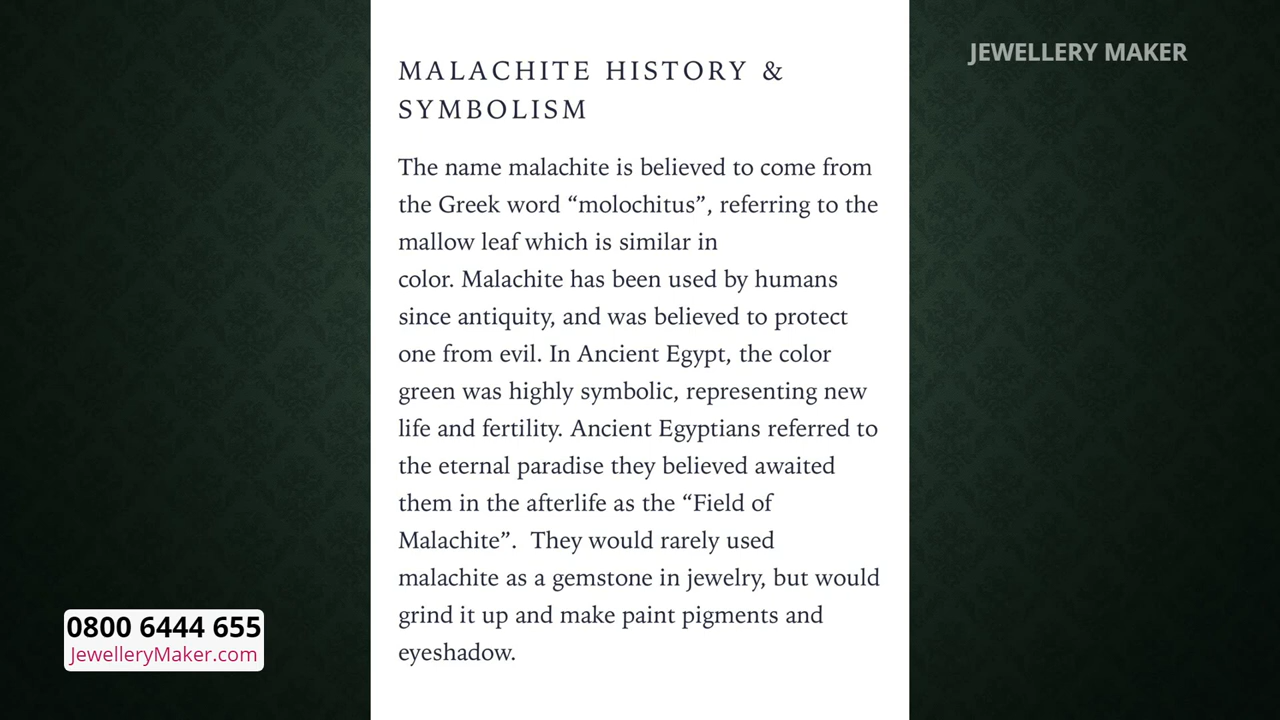 JEWELLERY MAKER
MALACHITE HISTORY &
SYMBOLISM
The name malachite is believed to come from
the Greek word “molochitus”, referring to the
mallow leaf which is similar in
color. Malachite has been used by humans
since antiquity, and was believed to protect
one from evil. In Ancient Egypt, the color
green was highly symbolic, representing new
life and fertility. Ancient Egyptians referred to
the eternal paradise they believed awaited
them in the afterlife as the “Field of
Malachite”.  They would rarely used
malachite as a gemstone in jewelry, but would
grind it up and make paint pigments and
eyeshadow.
0800 6444 655
JewelleryMaker.com